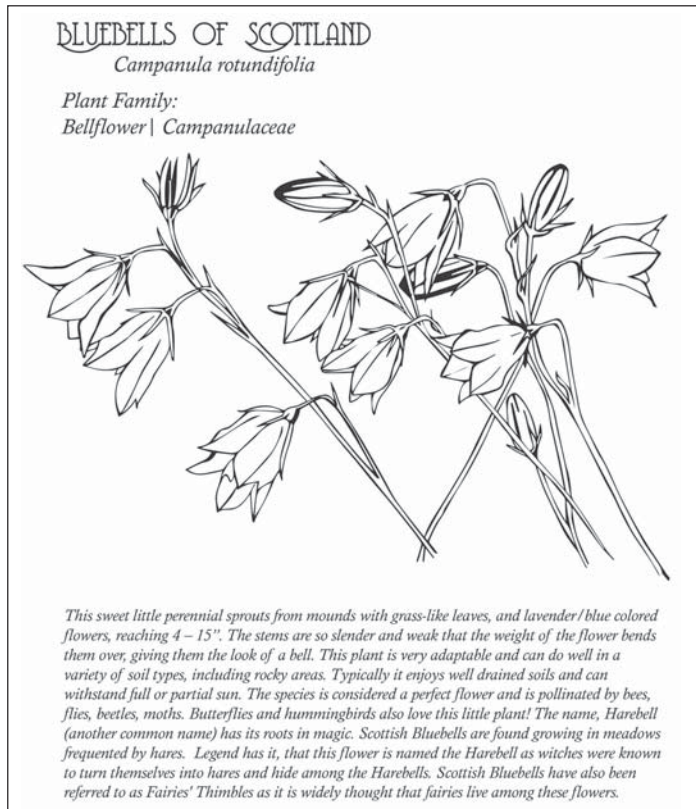 BLUEBELLS OF SCOTTLAND
Campanula rotundifolia
Plant Family:
Bellflower| Campanulaceae
This sweet little perennial sprouts from mounds with grass-like leaves, and lavender/blue colored
flowers, reaching 4 – 15”. The stems are so slender and weak that the weight of the flower bends
them over, giving them the look of a bell. This plant is very adaptable and can do well in a
variety of soil types, including rocky areas. Typically it enjoys well drained soils and can
withstand full or partial sun. The species is considered a perfect flower and is pollinated by bees,
flies, beetles, moths. Butterflies and hummingbirds also love this little plant! The name, Harebell
(another common name) has its roots in magic. Scottish Bluebells are found growing in meadows
frequented by hares. Legend has it, that this flower is named the Harebell as witches were known
to turn themselves into hares and hide among the Harebells. Scottish Bluebells have also been
referred to as Fairies' Thimbles as it is widely thought that fairies live among these flowers.